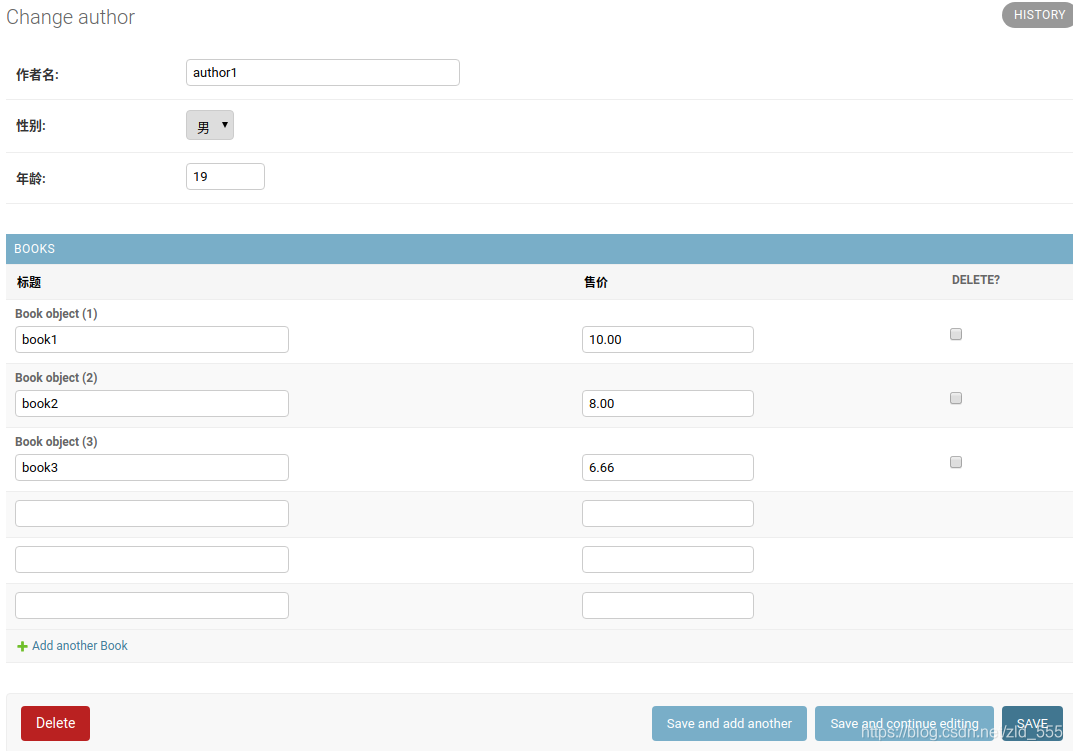 Change author
HISTORY
作者名: author1
性别: 男
年龄: 19
BOOKS
标题 售价 DELETE?
Book object (1)
book1 10.00
Book object (2)
book2 8.00
Book object (3)
book3 6.66
Add another Book
Delete Save and add another Save and continue editing SAVE
https://blog.csdn.net/zld_555